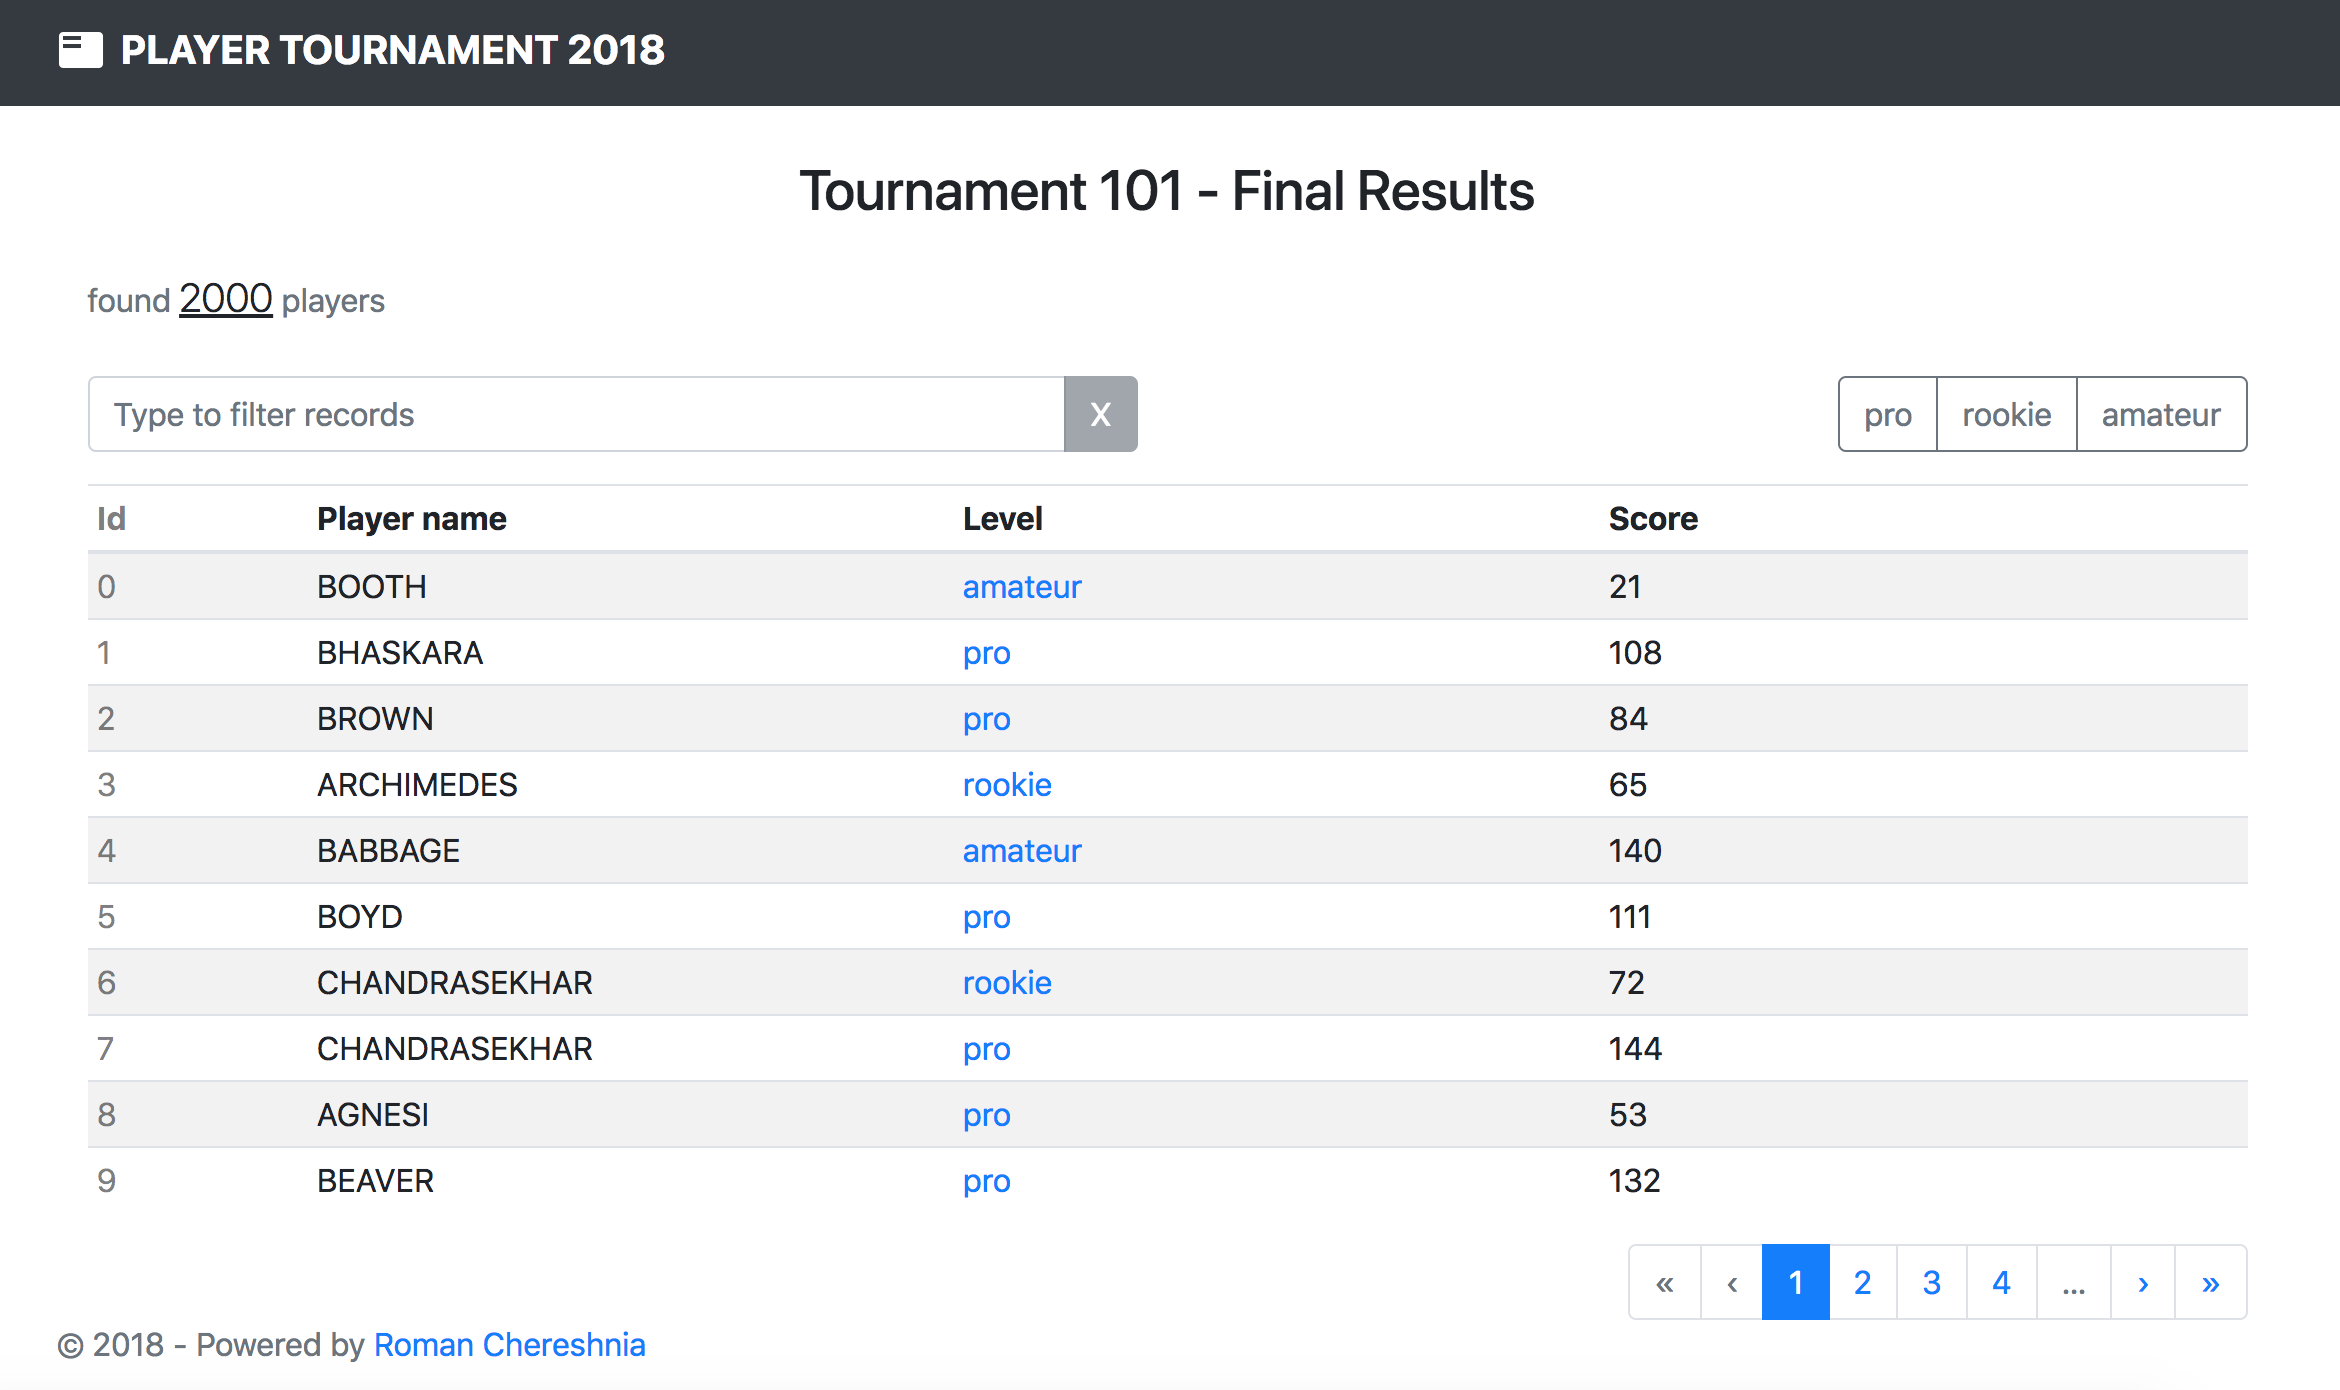 PLAYER TOURNAMENT 2018
Tournament 101 - Final Results
found 2000 players
Type to filter records X pro rookie amateur
Id Player name Level Score
0 BOOTH amateur 21
1 BHASKARA pro 108
2 BROWN pro 84
3 ARCHIMEDES rookie 65
4 BABBAGE amateur 140
5 BOYD pro 111
6 CHANDRASEKHAR rookie 72
7 CHANDRASEKHAR pro 144
8 AGNESI pro 53
9 BEAVER pro 132
« ‹ 1 2 3 4 ... › »
© 2018 - Powered by Roman Chereshnia